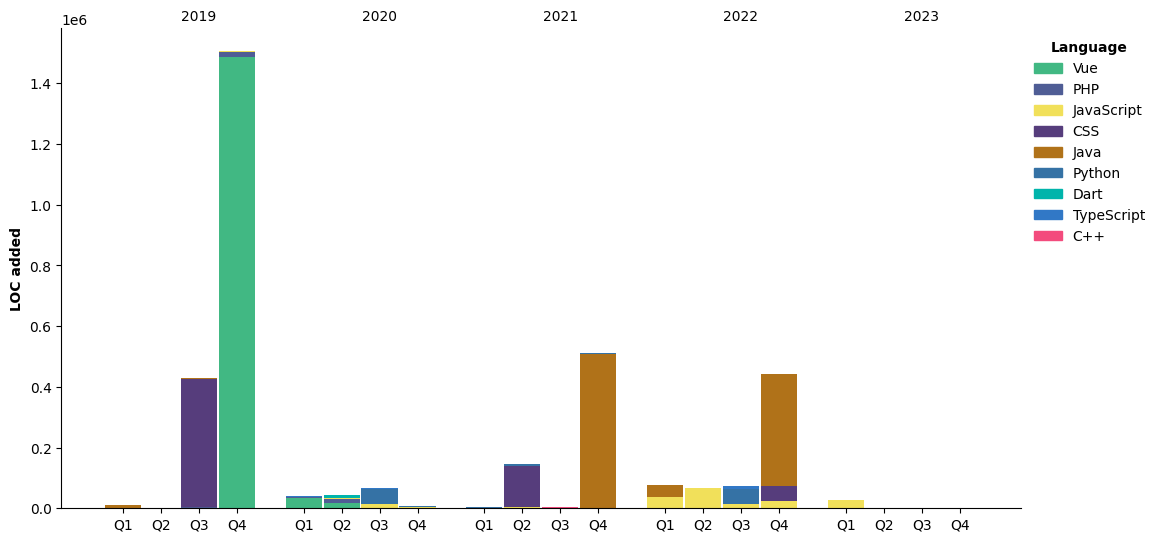 1e6
2019 2020 2021 2022 2023
Language
Vue
PHP
JavaScript
CSS
Java
Python
Dart
TypeScript
C++
LOC added
1.4
1.2
1.0
0.8
0.6
0.4
0.2
0.0
Q1 Q2 Q3 Q4 Q1 Q2 Q3 Q4 Q1 Q2 Q3 Q4 Q1 Q2 Q3 Q4 Q1 Q2 Q3 Q4